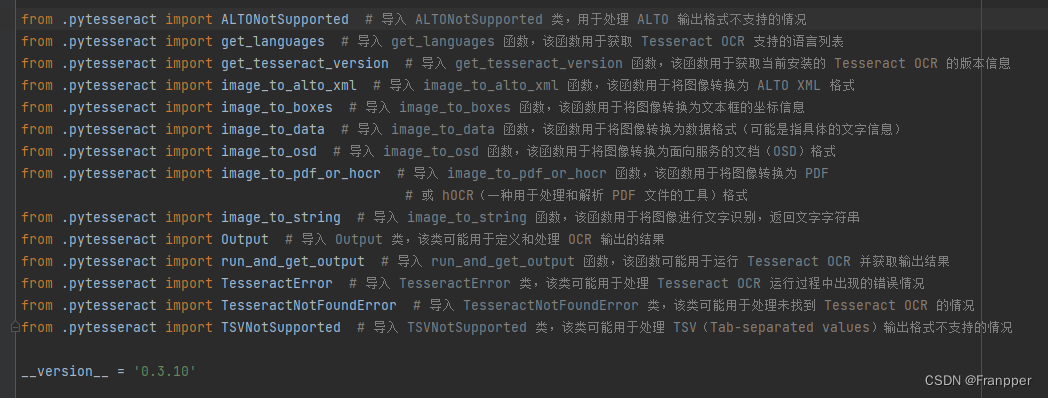 from .pytesseract import ALTONotSupported  # 导入 ALTONotSupported 类，用于处理 ALTO 输出格式不支持的情况
from .pytesseract import get_languages  # 导入 get_languages 函数，该函数用于获取 Tesseract OCR 支持的语言列表
from .pytesseract import get_tesseract_version  # 导入 get_tesseract_version 函数，该函数用于获取当前安装的 Tesseract OCR 的版本信息
from .pytesseract import image_to_alto_xml  # 导入 image_to_alto_xml 函数，该函数用于将图像转换为 ALTO XML 格式
from .pytesseract import image_to_boxes  # 导入 image_to_boxes 函数，该函数用于将图像转换为文本框的坐标信息
from .pytesseract import image_to_data  # 导入 image_to_data 函数，该函数用于将图像转换为数据格式（可能是指具体的文字信息）
from .pytesseract import image_to_osd  # 导入 image_to_osd 函数，该函数用于将图像转换为面向服务的文档（OSD）格式
from .pytesseract import image_to_pdf_or_hocr  # 导入 image_to_pdf_or_hocr 函数，该函数用于将图像转换为 PDF
# 或 hOCR（一种用于处理和解析 PDF 文件的工具）格式
from .pytesseract import image_to_string  # 导入 image_to_string 函数，该函数用于将图像进行文字识别，返回文字字符串
from .pytesseract import Output  # 导入 Output 类，该类可能用于定义和处理 OCR 输出的结果
from .pytesseract import run_and_get_output  # 导入 run_and_get_output 函数，该函数可能用于运行 Tesseract OCR 并获取输出结果
from .pytesseract import TesseractError  # 导入 TesseractError 类，该类可能用于处理 Tesseract OCR 运行过程中出现的错误情况
from .pytesseract import TesseractNotFoundError  # 导入 TesseractNotFoundError 类，该类可能用于处理未找到 Tesseract OCR 的情况
from .pytesseract import TSVNotSupported  # 导入 TSVNotSupported 类，该类可能用于处理 TSV（Tab-separated values）输出格式不支持的情况
__version__ = '0.3.10'
CSDN @Franpper